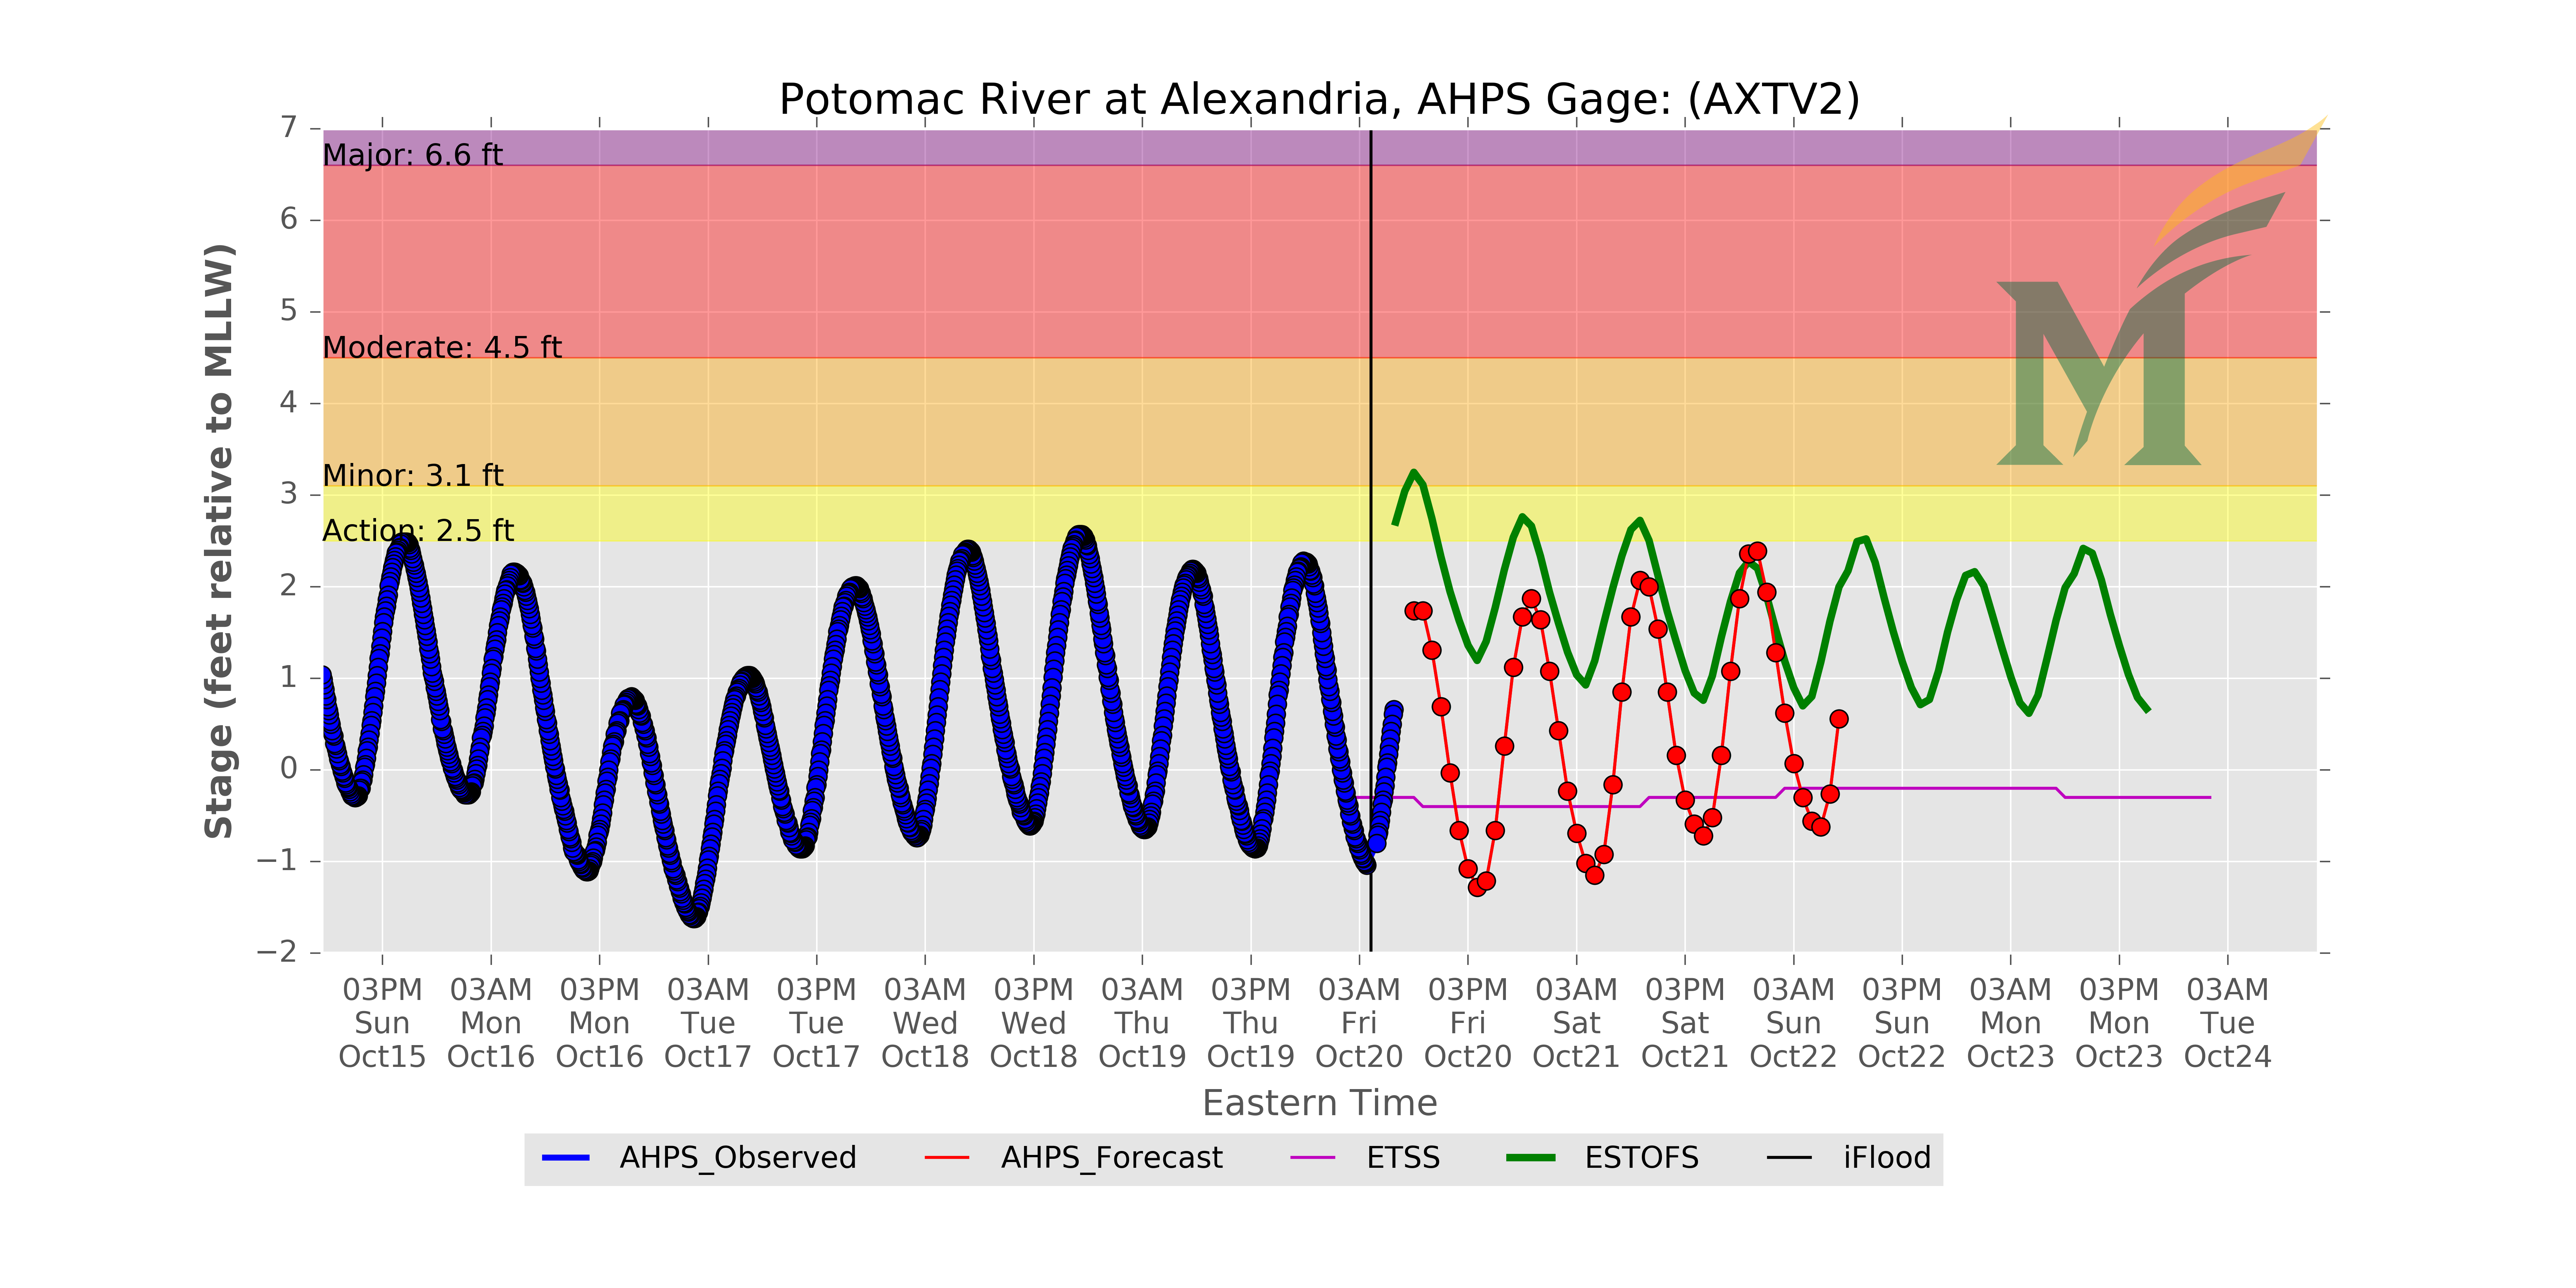 Potomac River at Alexandria, AHPS Gage: (AXTV2)
Stage (feet relative to MLLW)
7
6
5
4
3
2
1
0
−1
−2
Major: 6.6 ft
Moderate: 4.5 ft
Minor: 3.1 ft
Action: 2.5 ft
03PM 03AM 03PM 03AM 03PM 03AM 03PM 03AM 03PM 03AM 03PM 03AM 03PM 03AM 03PM 03AM 03PM 03AM
Sun Mon Mon Tue Tue Wed Wed Thu Thu Fri Fri Sat Sat Sun Sun Mon Mon Tue
Oct15 Oct16 Oct16 Oct17 Oct17 Oct18 Oct18 Oct19 Oct19 Oct20 Oct20 Oct21 Oct21 Oct22 Oct22 Oct23 Oct23 Oct24
Eastern Time
AHPS_Observed AHPS_Forecast ETSS ESTOFS iFlood